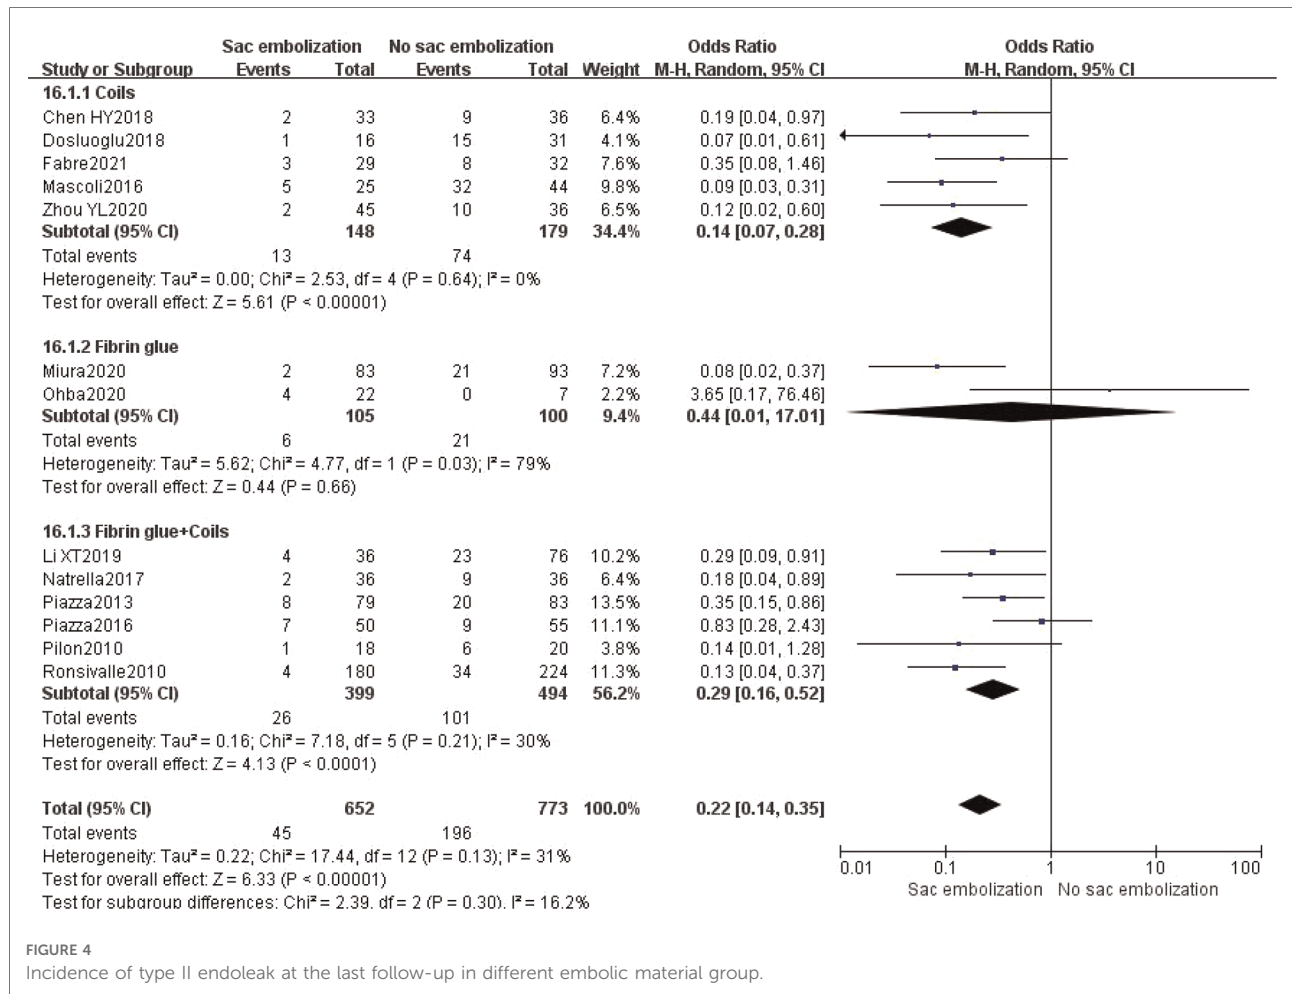 Sac embolization No sac embolization Odds Ratio Odds Ratio
Study or Subgroup Events Total Events Total Weight M-H, Random, 95% CI M-H, Random, 95% CI
16.1.1 Coils
Chen HY2018 2 33 9 36 6.4% 0.19 [0.04, 0.97]
Dosluoglu2018 1 16 15 31 4.1% 0.07 [0.01, 0.61]
Fabre2021 3 29 8 32 7.6% 0.35 [0.08, 1.46]
Mascoli2016 5 25 32 44 9.8% 0.09 [0.03, 0.31]
Zhou YL2020 2 45 10 36 6.5% 0.12 [0.02, 0.60]
Subtotal (95% CI) 148 179 34.4% 0.14 [0.07, 0.28]
Total events 13 74
Heterogeneity: Tau² = 0.00; Chi² = 2.53, df = 4 (P = 0.64); I² = 0%
Test for overall effect: Z = 5.61 (P < 0.00001)
16.1.2 Fibrin glue
Miura2020 2 83 21 93 7.2% 0.08 [0.02, 0.37]
Ohba2020 4 22 0 7 2.2% 3.65 [0.17, 76.46]
Subtotal (95% CI) 105 100 9.4% 0.44 [0.01, 17.01]
Total events 6 21
Heterogeneity: Tau² = 5.62; Chi² = 4.77, df = 1 (P = 0.03); I² = 79%
Test for overall effect: Z = 0.44 (P = 0.66)
16.1.3 Fibrin glue+Coils
Li XT2019 4 36 23 76 10.2% 0.29 [0.09, 0.91]
Natrella2017 2 36 9 36 6.4% 0.18 [0.04, 0.89]
Piazza2013 8 79 20 83 13.5% 0.35 [0.15, 0.86]
Piazza2016 7 50 9 55 11.1% 0.83 [0.28, 2.43]
Pilon2010 1 18 6 20 3.8% 0.14 [0.01, 1.28]
Ronsivalle2010 4 180 34 224 11.3% 0.13 [0.04, 0.37]
Subtotal (95% CI) 399 494 56.2% 0.29 [0.16, 0.52]
Total events 26 101
Heterogeneity: Tau² = 0.16; Chi² = 7.18, df = 5 (P = 0.21); I² = 30%
Test for overall effect: Z = 4.13 (P < 0.0001)
Total (95% CI) 652 773 100.0% 0.22 [0.14, 0.35]
Total events 45 196
Heterogeneity: Tau² = 0.22; Chi² = 17.44, df = 12 (P = 0.13); I² = 31%
Test for overall effect: Z = 6.33 (P < 0.00001)
Test for subgroup differences: Chi² = 2.39, df = 2 (P = 0.30), I² = 16.2%
0.01 0.1 1 10 100
Sac embolization No sac embolization
FIGURE 4
Incidence of type II endoleak at the last follow-up in different embolic material group.